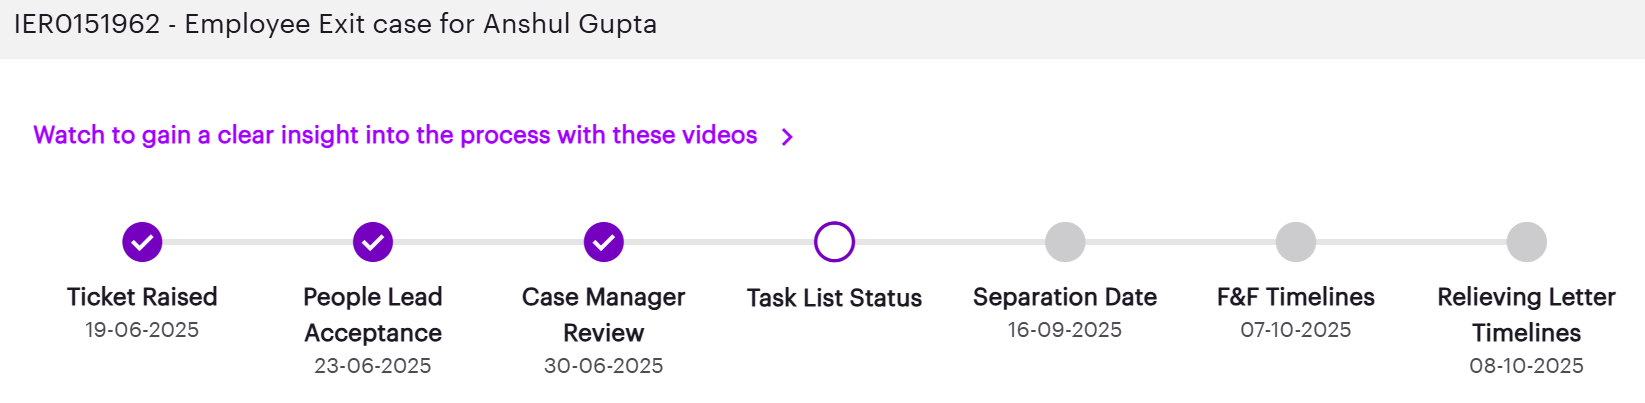 IER0151962 - Employee Exit case for Anshul Gupta
Watch to gain a clear insight into the process with these videos
Ticket Raised
19-06-2025
People Lead
Acceptance
23-06-2025
Case Manager
Review
30-06-2025
Task List Status
Separation Date
16-09-2025
F&F Timelines
07-10-2025
Relieving Letter
Timelines
08-10-2025